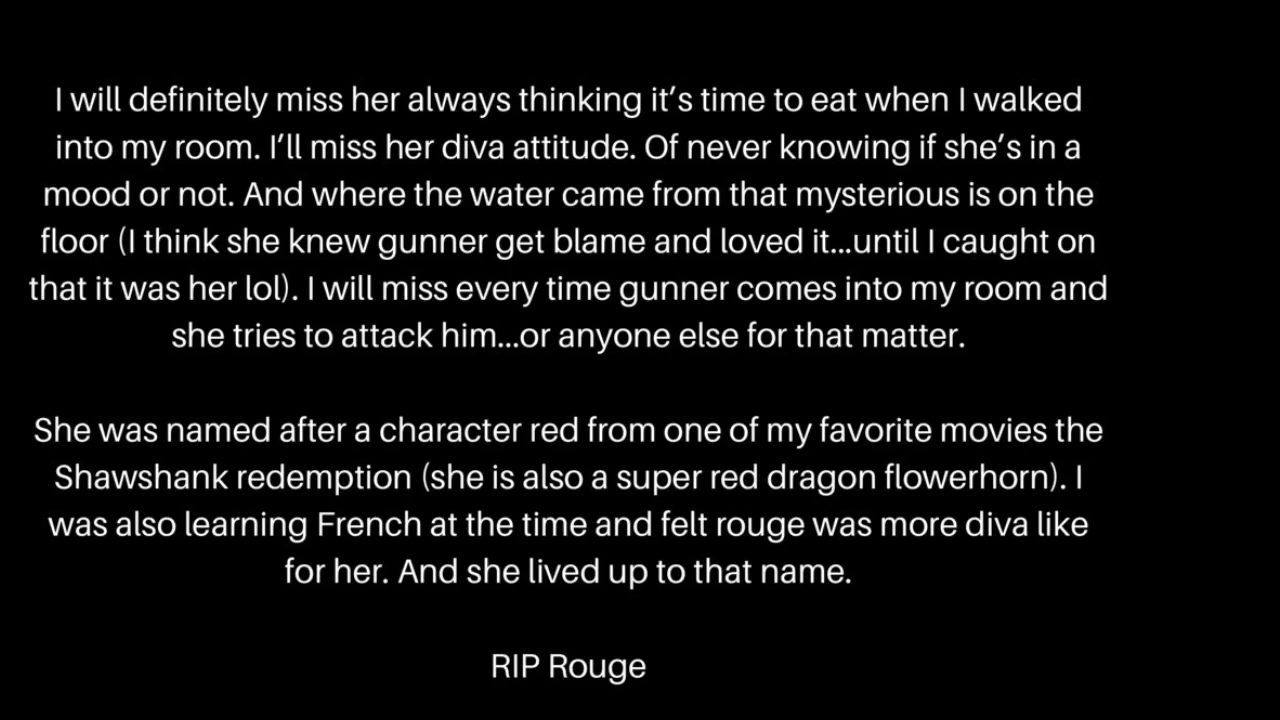 I will definitely miss her always thinking it's time to eat when I walked
into my room. I'll miss her diva attitude. Of never knowing if she's in a
mood or not. And where the water came from that mysterious is on the
floor (I think she knew gunner get blame and loved it...until I caught on
that it was her lol). I will miss every time gunner comes into my room and
she tries to attack him...or anyone else for that matter.
She was named after a character red from one of my favorite movies the
Shawshank redemption (she is also a super red dragon flowerhorn). I
was also learning French at the time and felt rouge was more diva like
for her. And she lived up to that name.
RIP Rouge